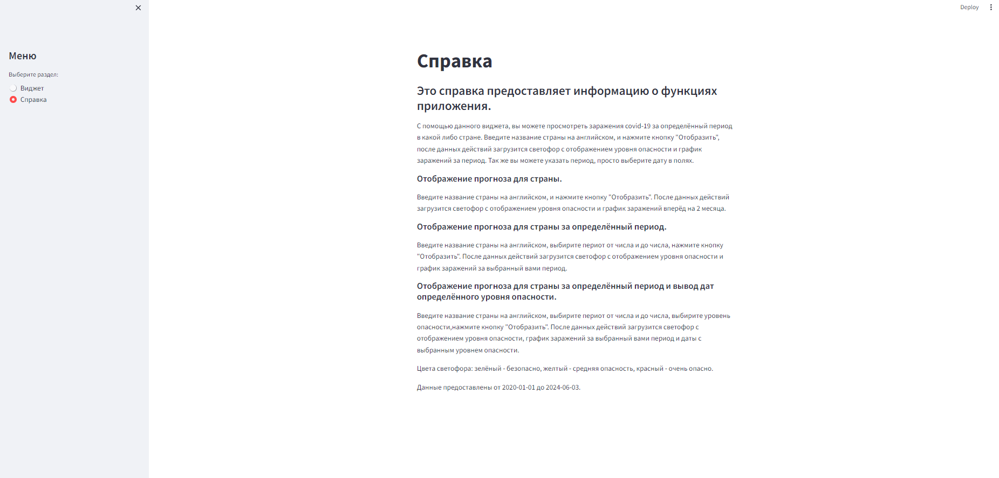 Deploy
Меню
Выберите раздел:
Виджет
Справка
Справка
Это справка предоставляет информацию о функциях
приложения.
С помощью данного виджета, вы можете просмотреть заражения covid-19 за определённый период
в какой либо стране. Введите название страны на английском, и нажмите кнопку "Отобразить",
после данных действий загрузится светофор с отображением уровня опасности и график
заражений за период. Так же вы можете указать период, просто выберите дату в полях.
Отображение прогноза для страны.
Введите название страны на английском, и нажмите кнопку "Отобразить". После данных действий
загрузится светофор с отображением уровня опасности и график заражений вперёд на 2 месяца.
Отображение прогноза для страны за определённый период.
Введите название страны на английском, выбирите периот от числа и до числа, нажмите кнопку
"Отобразить". После данных действий загрузится светофор с отображением уровня опасности и
график заражений за выбранный вами период.
Отображение прогноза для страны за определённый период и вывод дат
определённого уровня опасности.
Введите название страны на английском, выбирите периот от числа и до числа, выбирите уровень
опасности,нажмите кнопку "Отобразить". После данных действий загрузится светофор с
отображением уровня опасности, график заражений за выбранный вами период и даты с
выбранным уровнем опасности.
Цвета светофора: зелёный - безопасно, желтый - средняя опасность, красный - очень опасно.
Данные предоставлены от 2020-01-01 до 2024-06-03.